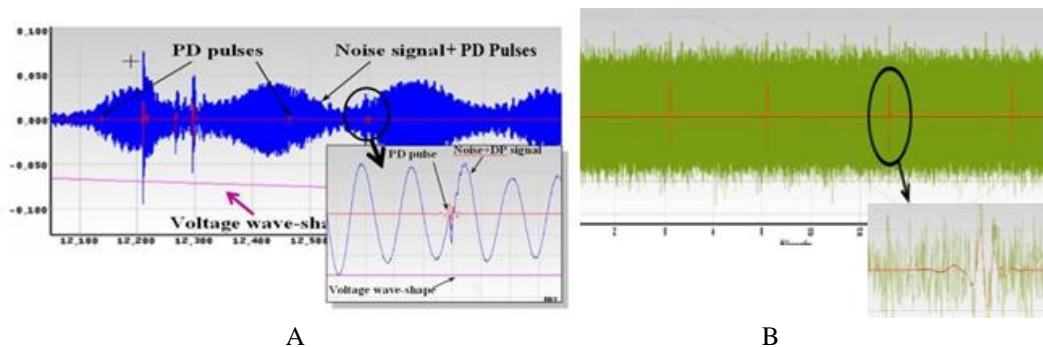 0,100
PD pulses
Noise signal+ PD Pulses
0,050
0,000
-0,050
-0,100
Voltage wave-sha
12,100 12,200 12,300 12,400 12,500
PD pulse
Noise+DP signal
Voltage wave-shape
A
B